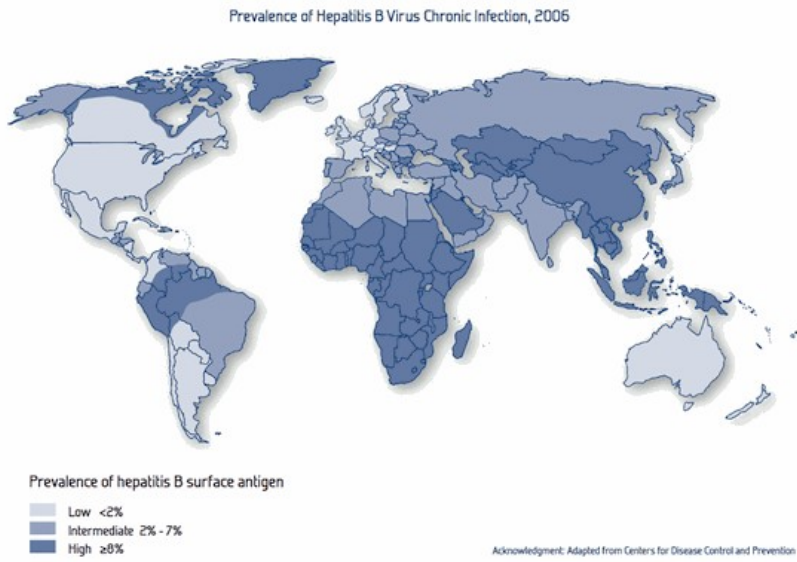 Prevalence of Hepatitis B Virus Chronic Infection, 2006
Prevalence of hepatitis B surface antigen
Low <2%
Intermediate 2% - 7%
High ≥8%
Acknowledgment: Adapted from Centers for Disease Control and Prevention